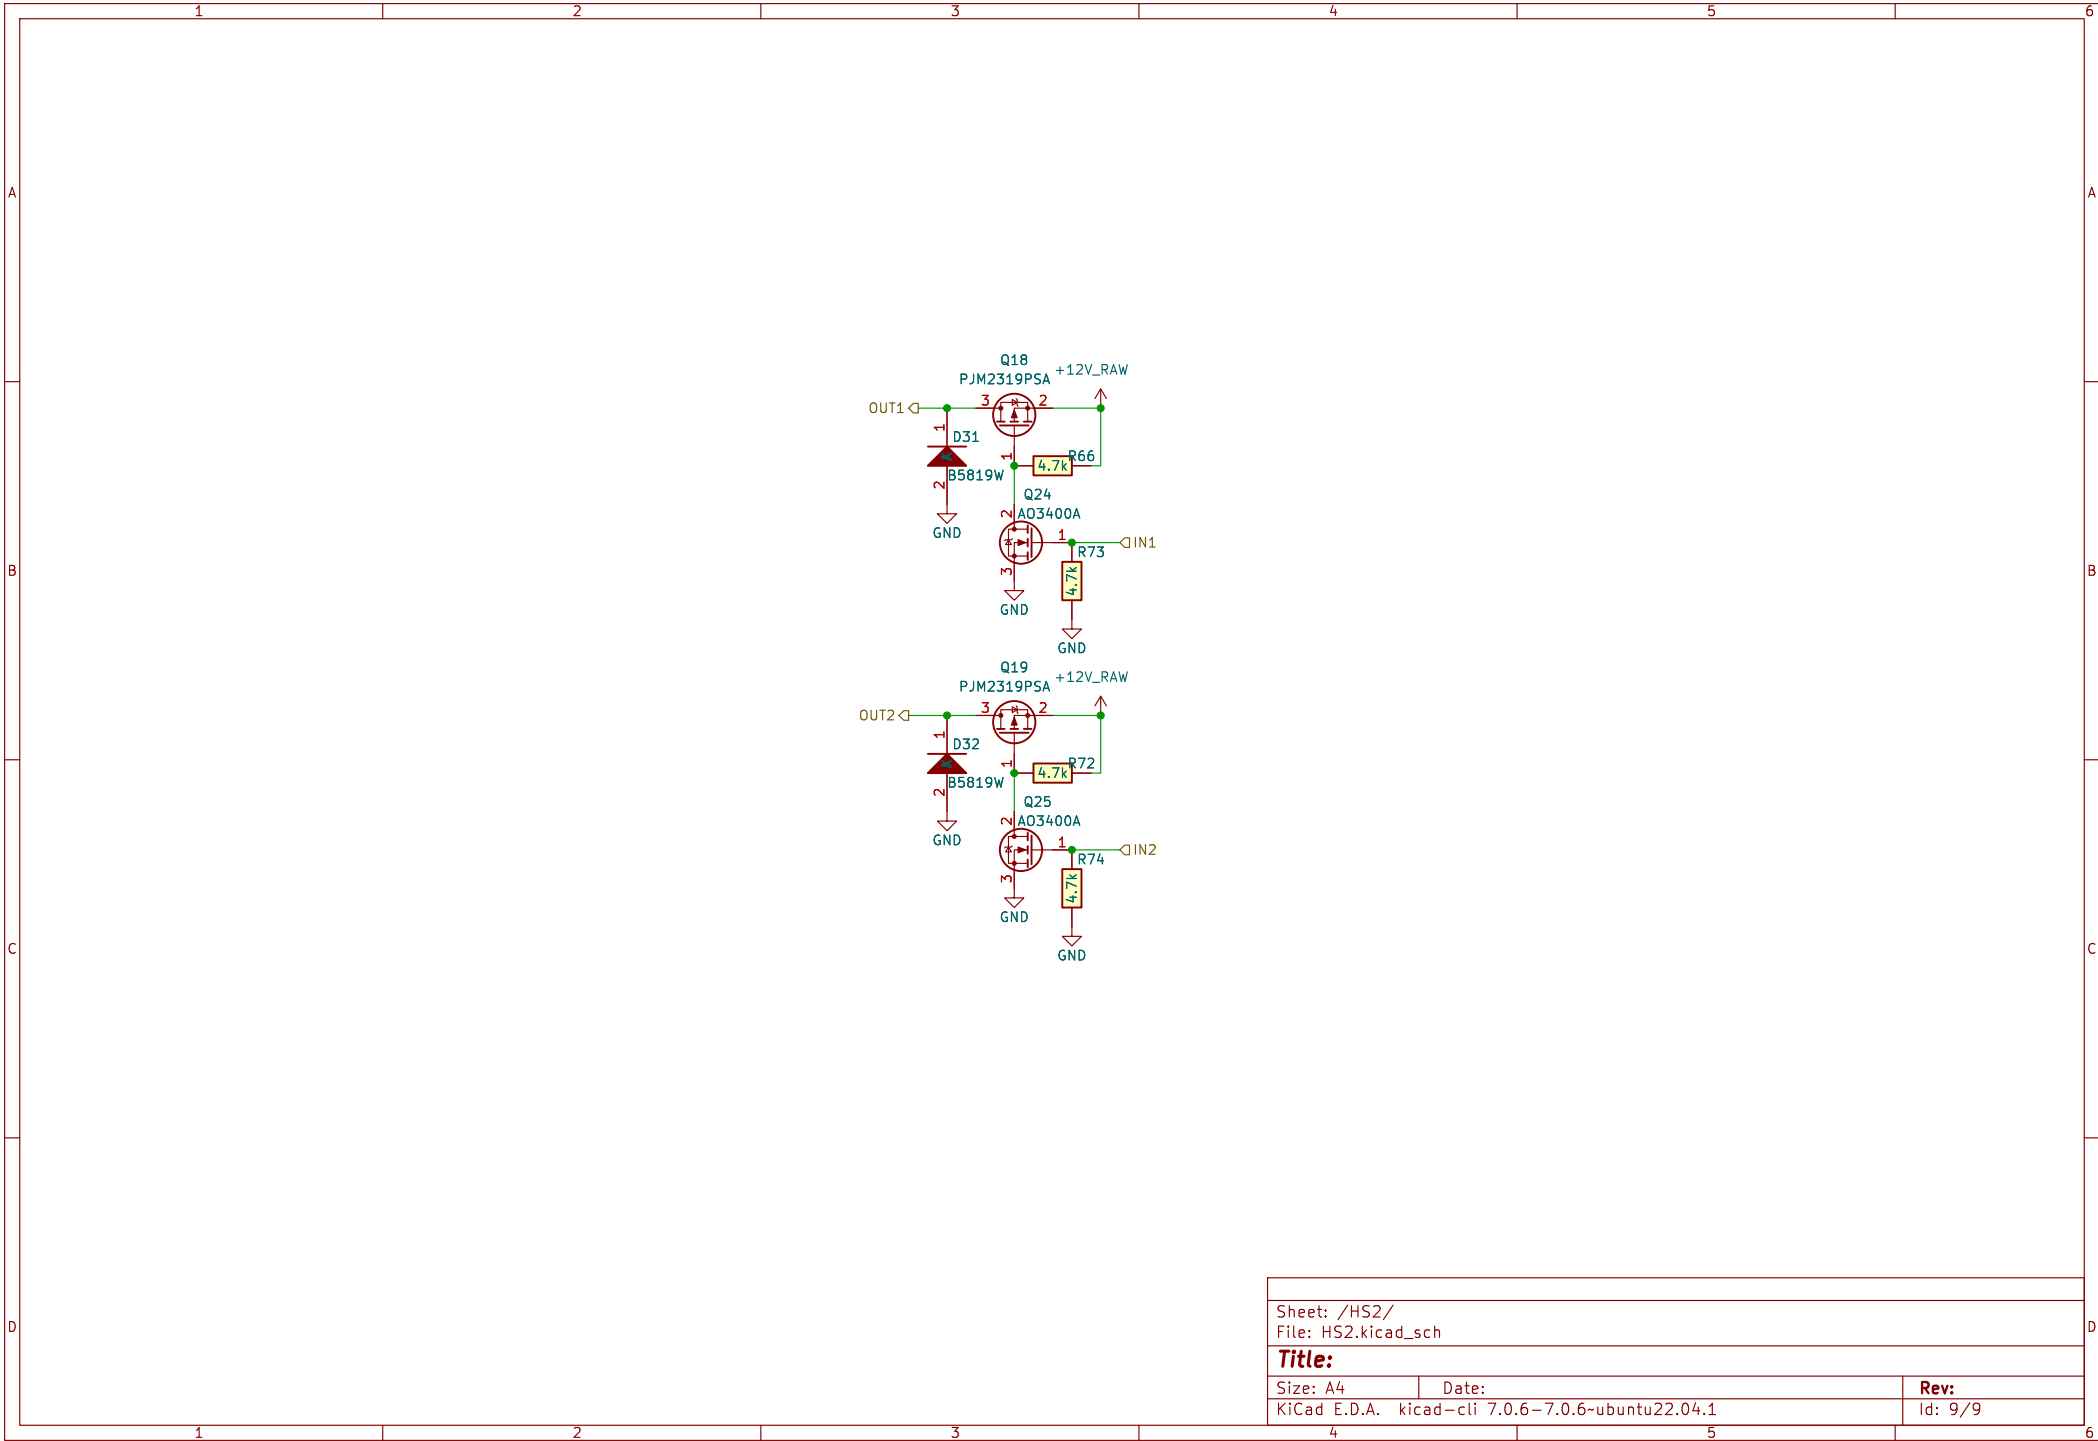 1 2 3 4 5 6
A A
Q18
PJM2319PSA
+12V_RAW
OUT1
3 2
1
D31
A
B5819W
2
GND
1
4.7k
R66
Q24
AO3400A
2
1
IN1
R73
4.7k
3
GND
GND
B B
Q19
PJM2319PSA
+12V_RAW
OUT2
3 2
1
D32
A
B5819W
2
GND
1
4.7k
R72
Q25
AO3400A
2
1
IN2
R74
4.7k
3
GND
GND
C C
D D
Sheet: /HS2/
File: HS2.kicad_sch
Title:
Size: A4 Date: Rev:
KiCad E.D.A. kicad-cli 7.0.6-7.0.6~ubuntu22.04.1 Id: 9/9
1 2 3 4 5 6